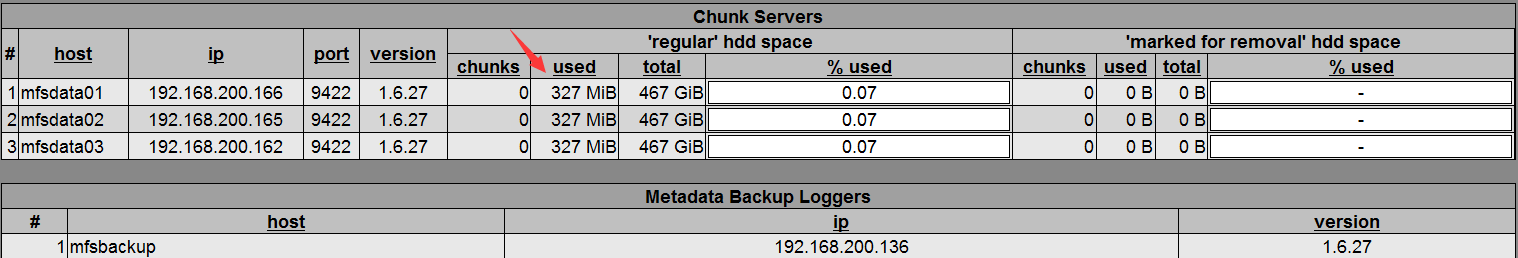 Chunk Servers
# host ip port version 'regular' hdd space 'marked for removal' hdd space
chunks used total % used chunks used total % used
1 mfsdata01 192.168.200.166 9422 1.6.27 0 327 MiB 467 GiB 0.07 0 0 B 0 B -
2 mfsdata02 192.168.200.165 9422 1.6.27 0 327 MiB 467 GiB 0.07 0 0 B 0 B -
3 mfsdata03 192.168.200.162 9422 1.6.27 0 327 MiB 467 GiB 0.07 0 0 B 0 B -
Metadata Backup Loggers
# host ip version
1 mfsbackup 192.168.200.136 1.6.27